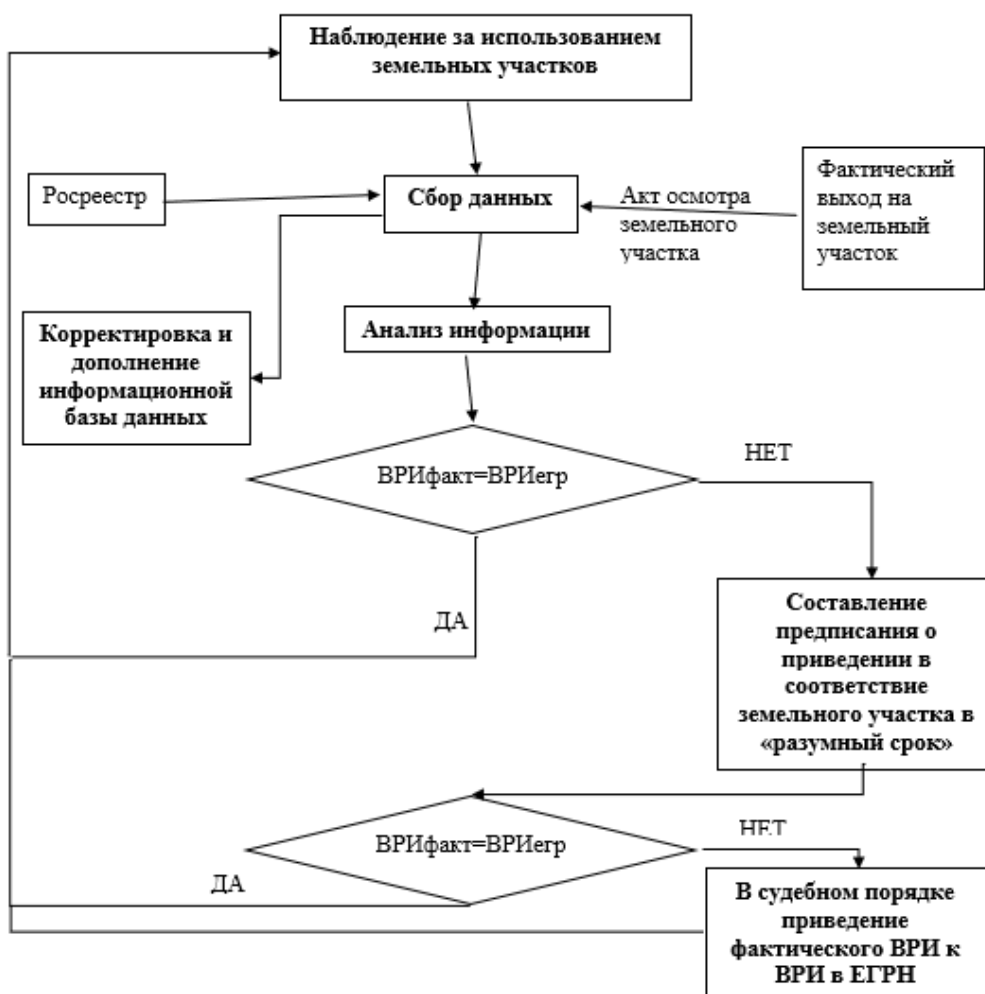 Наблюдение за использованием
земельных участков
Росреестр
Сбор данных
Акт осмотра
земельного
участка
Фактический
выход на
земельный
участок
Корректировка и
дополнение
информационной
базы данных
Анализ информации
ВРИфакт=ВРИегр
НЕТ
ДА
Составление
предписания о
приведении в
соответствие
земельного участка в
«разумный срок»
ВРИфакт=ВРИегр
НЕТ
ДА
В судебном порядке
приведение
фактического ВРИ к
ВРИ в ЕГРН